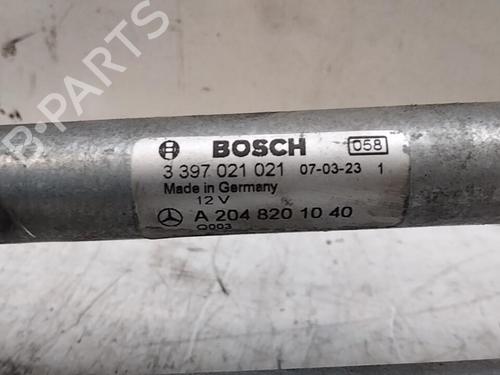 B-PARTS
BOSCH 058
3 397 021 021 07-03-23 1
Made in Germany
12 V
A 204 820 10 40
Q003